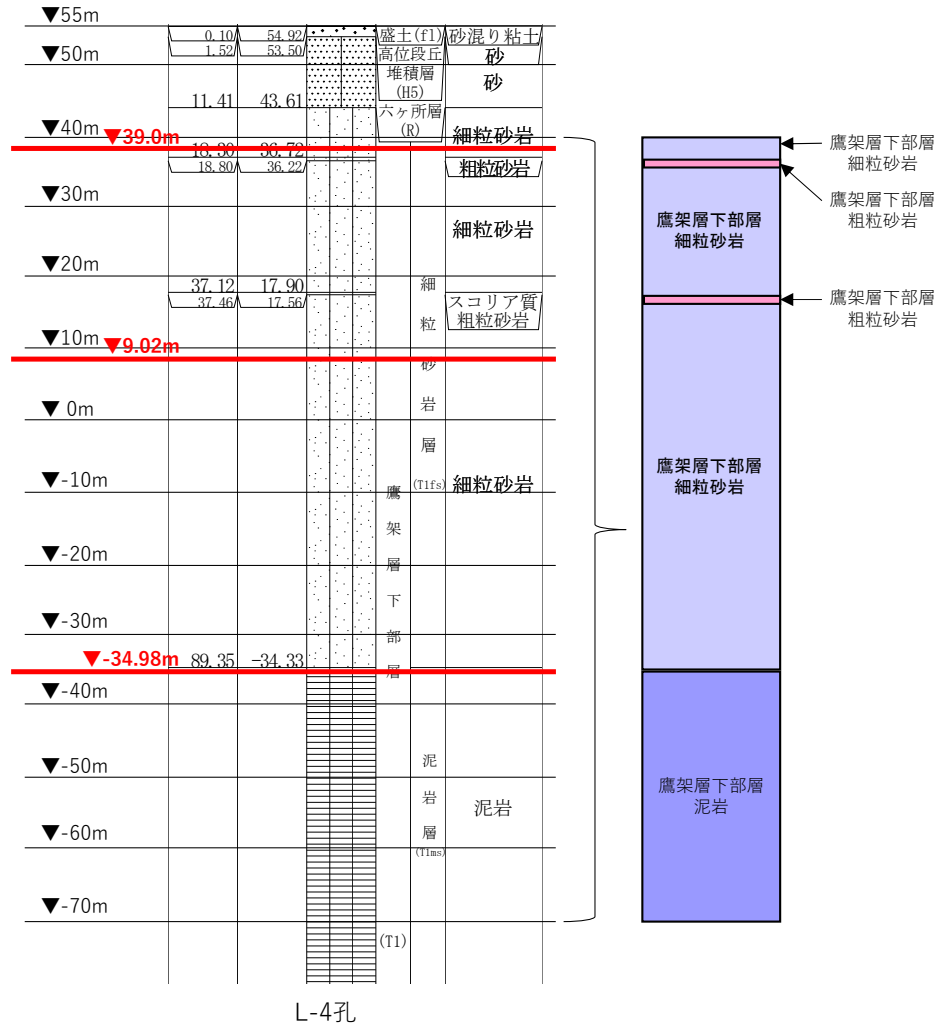 ▼55m
0.10 54.92 盛土(fl) 砂混り粘土
1.52 53.50 高位段丘 砂
▼50m
堆積層 砂
(H5)
11.41 43.61 六ヶ所層
(R)
▼40m
▼39.0m
細粒砂岩
18.30 36.72
18.80 36.22 粗粒砂岩
▼30m
細粒砂岩
▼20m
37.12 17.90
37.46 17.56 スコリア質
粗粒砂岩
▼10m
▼9.02m
▼ 0m
細粒砂岩層
(T1fs)
細粒砂岩
▼-10m
鷹架層下部層
▼-20m
▼-30m
▼-34.98m
89.35 -34.33
▼-40m
▼-50m
泥岩層
(T1ms)
泥岩
▼-60m
▼-70m
(T1)
L-4孔
鷹架層下部層
細粒砂岩
鷹架層下部層
粗粒砂岩
鷹架層下部層
細粒砂岩
鷹架層下部層
粗粒砂岩
鷹架層下部層
細粒砂岩
鷹架層下部層
泥岩